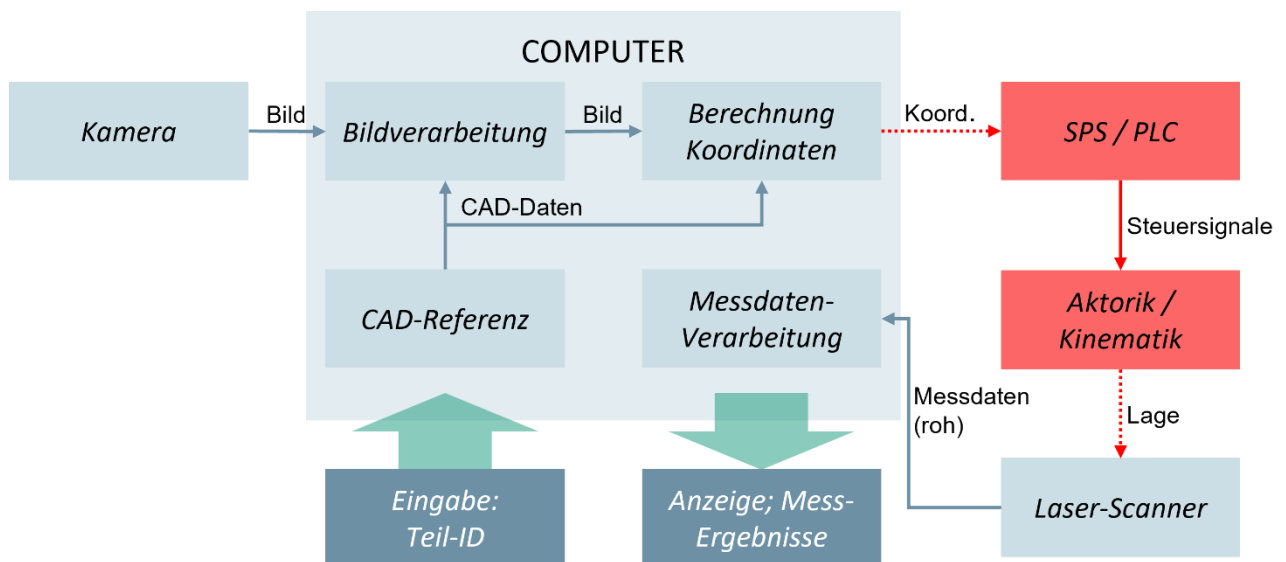 COMPUTER
Kamera
Bild
Bildverarbeitung
Bild
Berechnung
Koordinaten
Koord.
SPS / PLC
CAD-Daten
Steuersignale
CAD-Referenz
Messdaten-
Verarbeitung
Aktorik /
Kinematik
Messdaten
(roh)
Lage
Eingabe:
Teil-ID
Anzeige; Mess-
Ergebnisse
Laser-Scanner